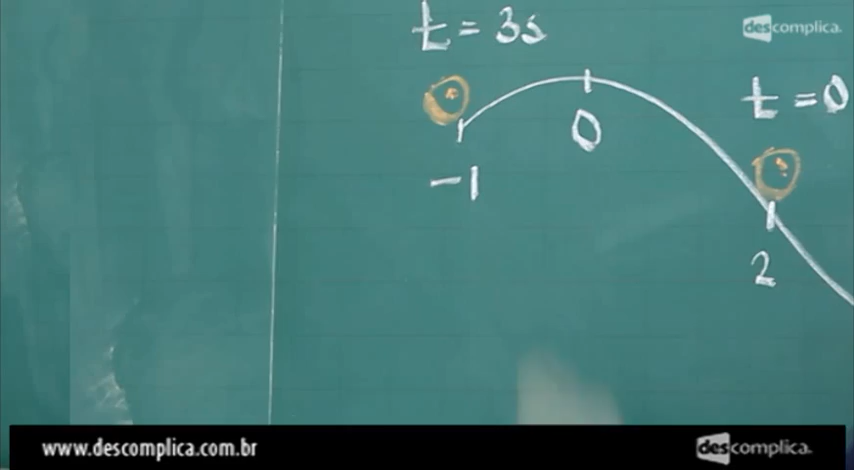 t = 3s
descomplica.
t = 0
0
-1
2
www.descomplica.com.br
descomplica.